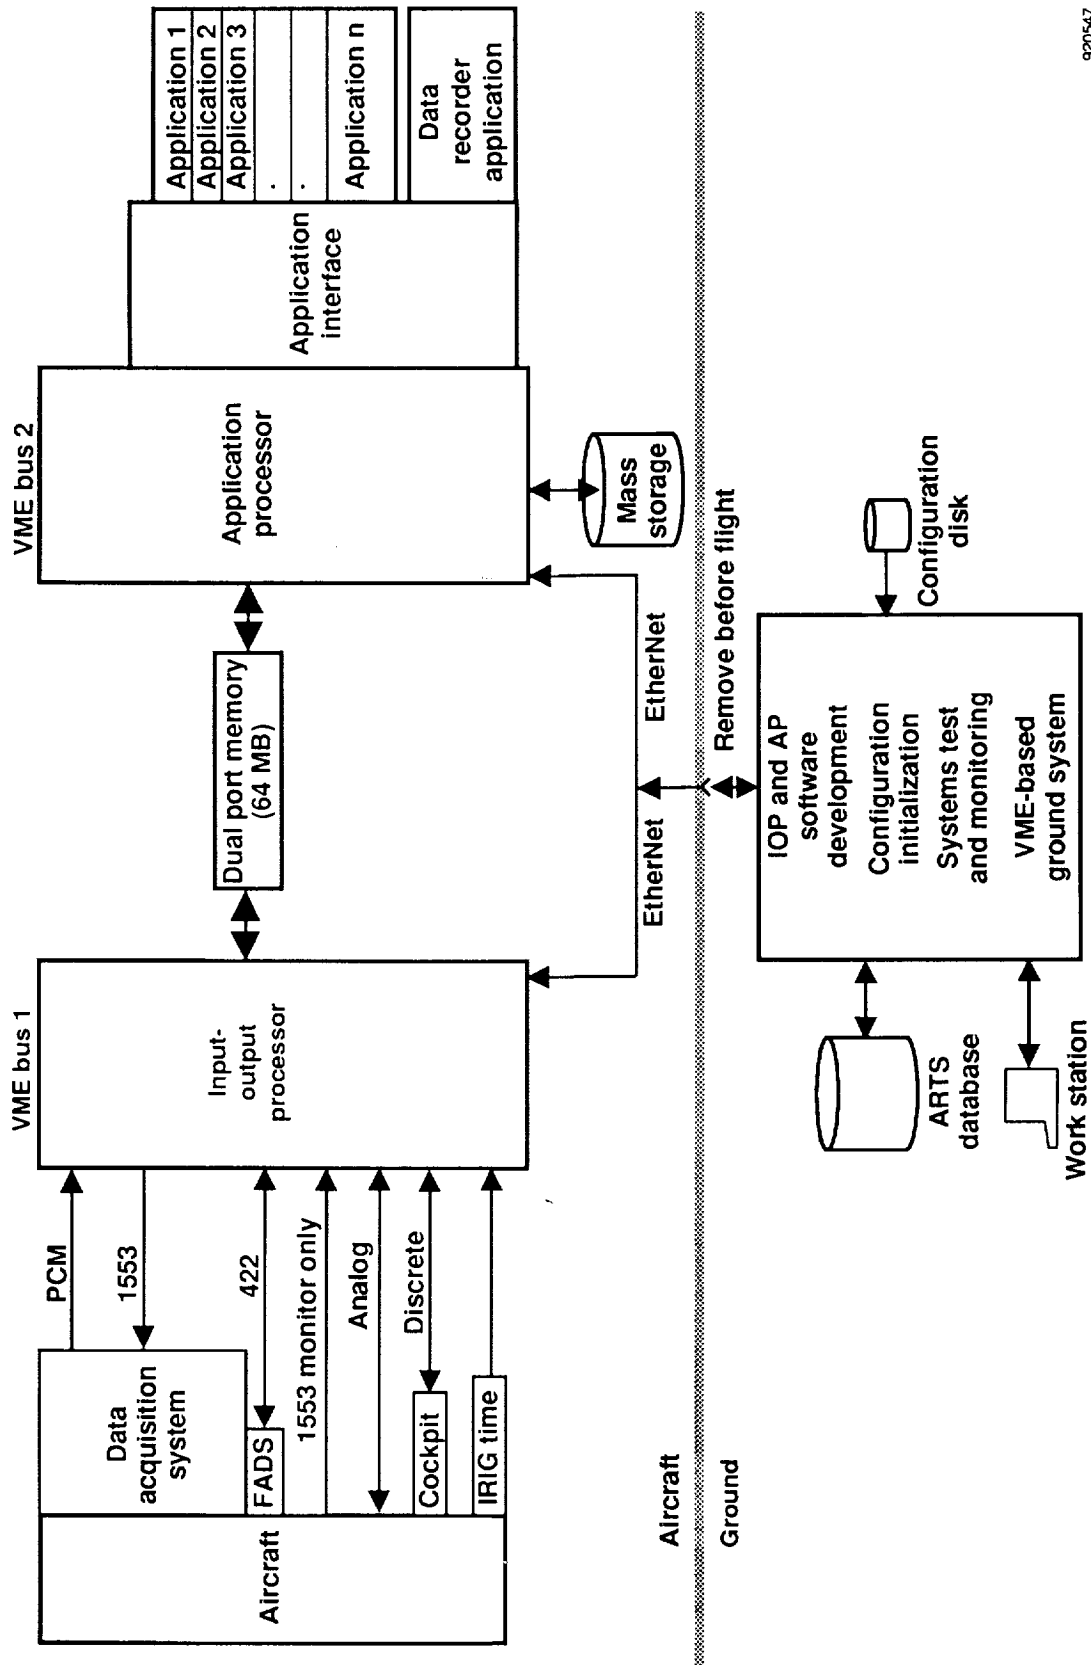 VME bus 1
VME bus 2
Aircraft
Data
acquisition
system
FADS
Cockpit
IRIG time
PCM
1553
422
1553 monitor only
Analog
Discrete
Input-
output
processor
Dual port memory
(64 MB)
Application
processor
Application
interface
Application 1
Application 2
Application 3
.
.
Application n
Data
recorder
application
Mass
storage
EtherNet
EtherNet
Aircraft
Ground
Remove before flight
IOP and AP
software
development
Configuration
initialization
Systems test
and monitoring
VME-based
ground system
ARTS
database
Work station
Configuration
disk
920547